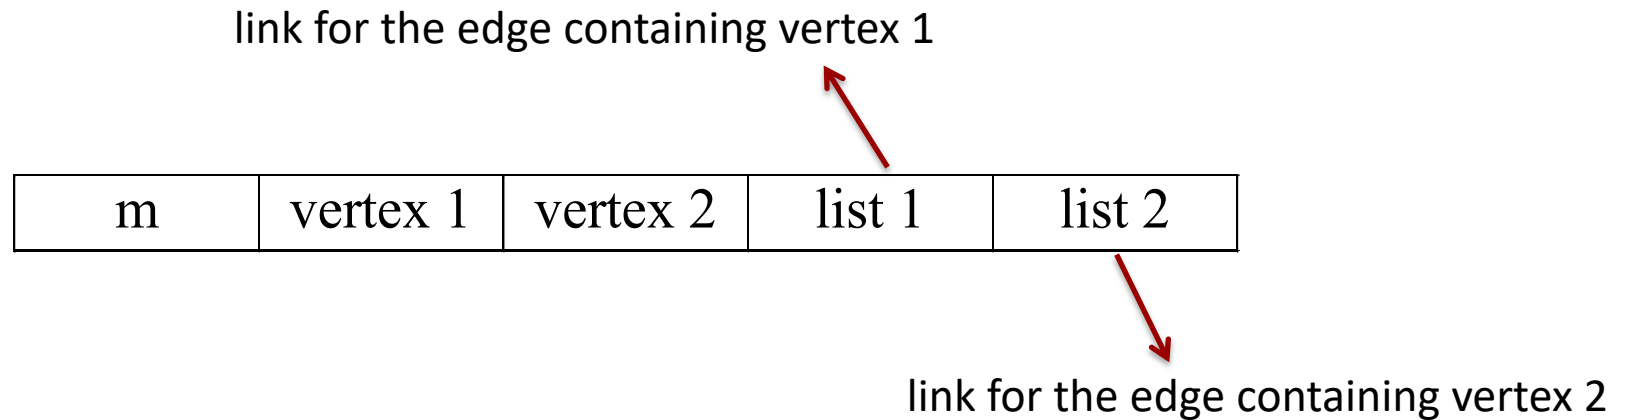 link for the edge containing vertex 1
m vertex 1 vertex 2 list 1 list 2
link for the edge containing vertex 2